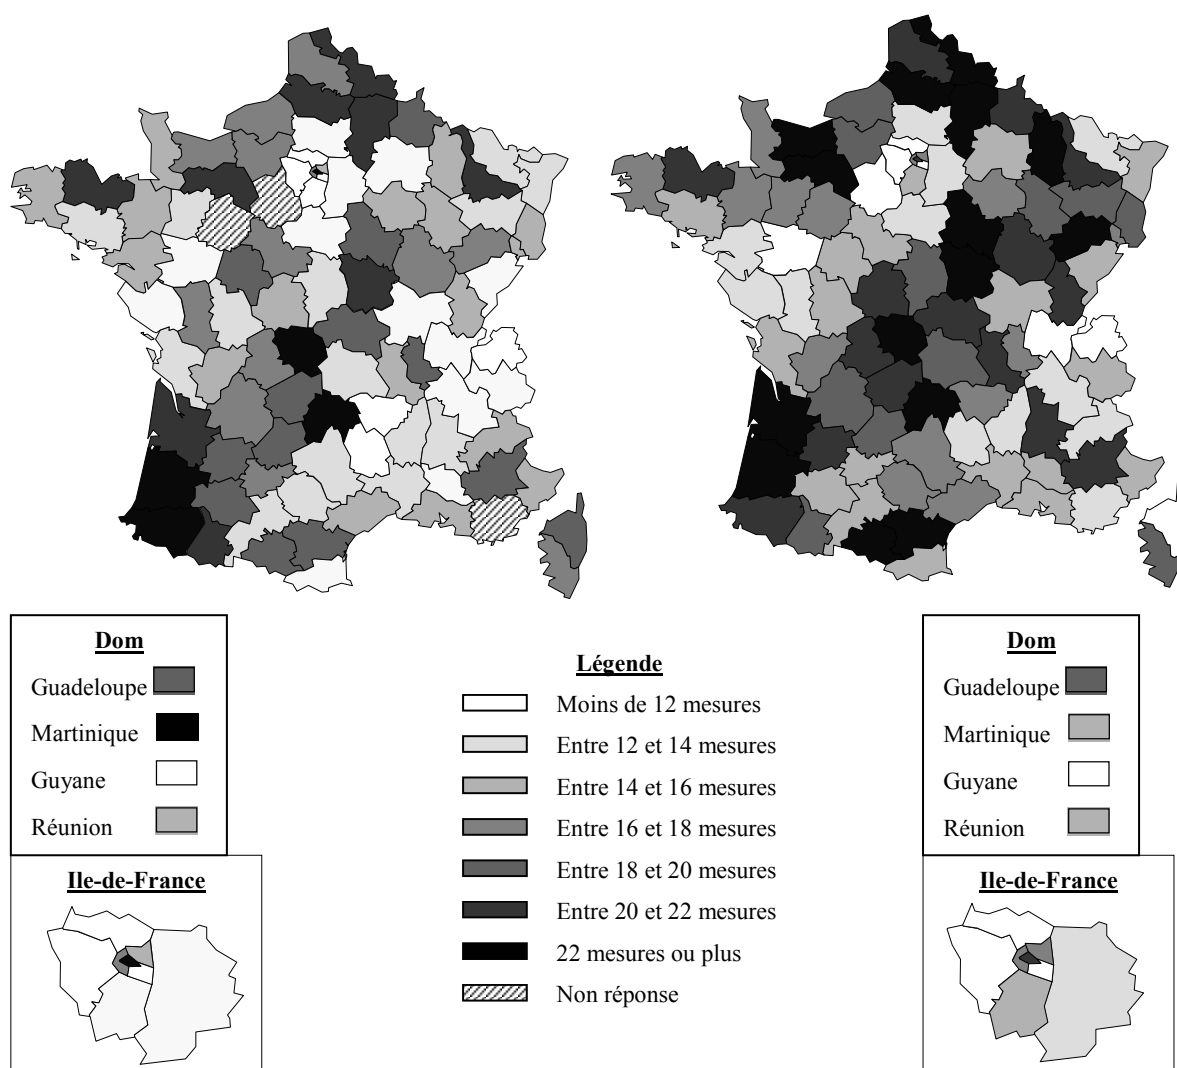 Dom
Guadeloupe
Martinique
Guyane
Réunion
Ile-de-France
Légende
Moins de 12 mesures
Entre 12 et 14 mesures
Entre 14 et 16 mesures
Entre 16 et 18 mesures
Entre 18 et 20 mesures
Entre 20 et 22 mesures
22 mesures ou plus
Non réponse
Dom
Guadeloupe
Martinique
Guyane
Réunion
Ile-de-France